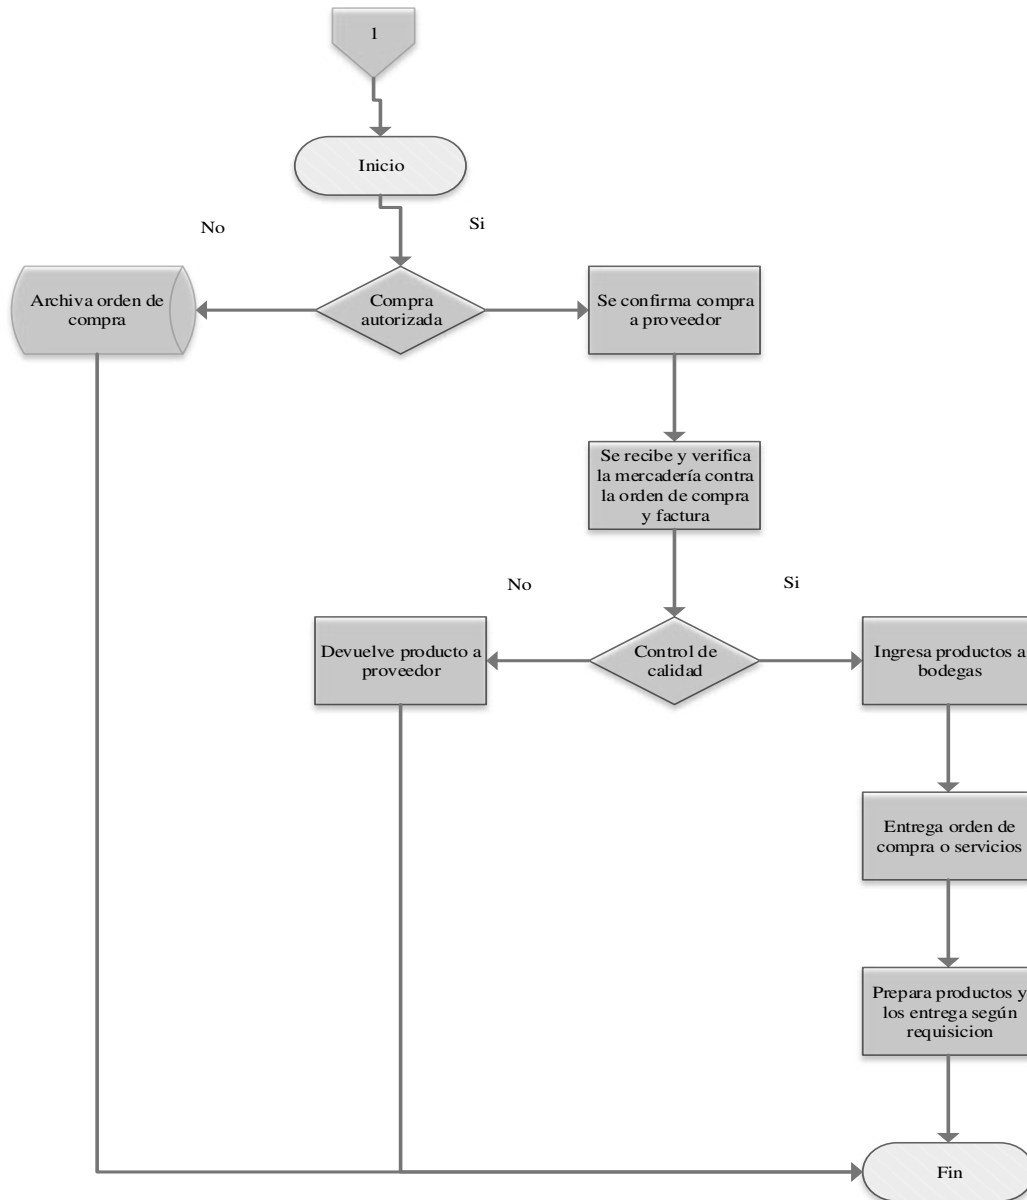 1
Inicio
No
Si
Archiva orden de
compra
Compra
autorizada
Se confirma compra
a proveedor
Se recibe y verifica
la mercadería contra
la orden de compra
y factura
No
Si
Devuelve producto a
proveedor
Control de
calidad
Ingresa productos a
bodegas
Entrega orden de
compra o servicios
Prepara productos y
los entrega según
requisicion
Fin